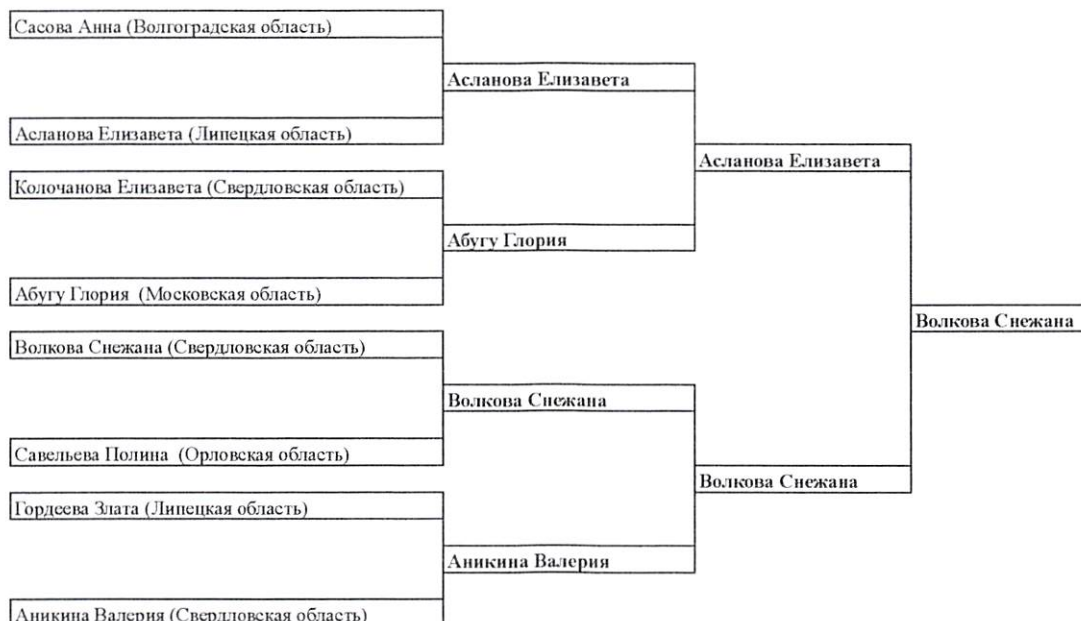 Сасова Анна (Волгоградская область)
Асланова Елизавета
Асланова Елизавета (Липецкая область)
Асланова Елизавета
Колочанова Елизавета (Свердловская область)
Абугу Глория
Абугу Глория (Московская область)
Волкова Снежана
Волкова Снежана (Свердловская область)
Волкова Снежана
Савельева Полина (Орловская область)
Волкова Снежана
Гордеева Злата (Липецкая область)
Аникина Валерия
Аникина Валерия (Свердловская область)